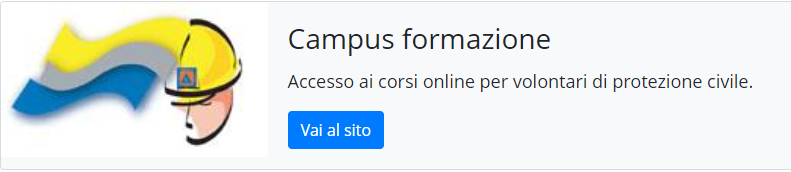 Campus formazione
Accesso ai corsi online per volontari di protezione civile.
Vai al sito